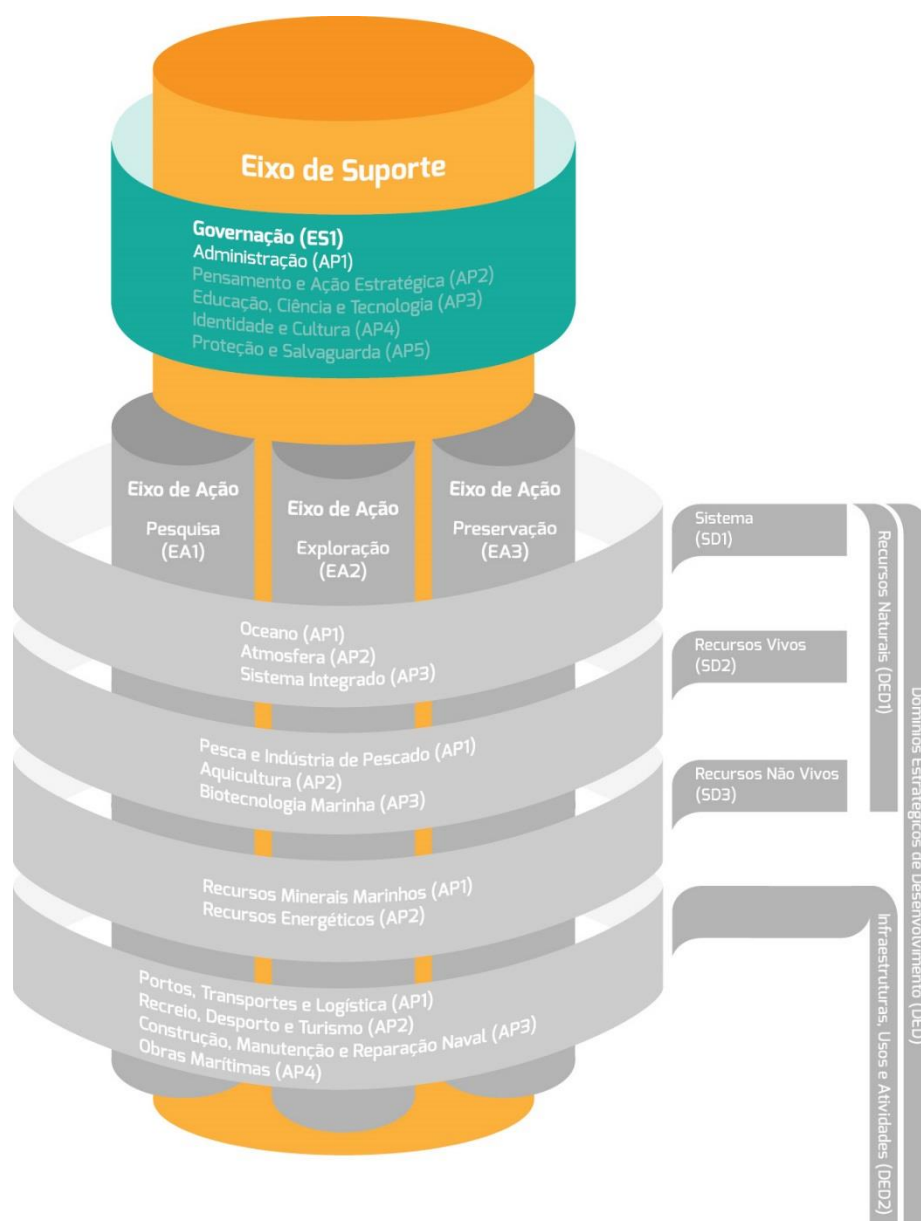 Eixo de Suporte
Governação (ES1)
Administração (AP1)
Pensamento e Ação Estratégica (AP2)
Educação, Ciência e Tecnologia (AP3)
Identidade e Cultura (AP4)
Proteção e Salvaguarda (AP5)
Eixo de Ação
Pesquisa
(EA1)
Eixo de Ação
Exploração
(EA2)
Eixo de Ação
Preservação
(EA3)
Oceano (AP1)
Atmosfera (AP2)
Sistema Integrado (AP3)
Pesca e Indústria de Pescado (AP1)
Aquicultura (AP2)
Biotecnologia Marinha (AP3)
Recursos Minerais Marinhos (AP1)
Recursos Energéticos (AP2)
Portos, Transportes e Logística (AP1)
Recreio, Desporto e Turismo (AP2)
Construção, Manutenção e Reparação Naval (AP3)
Obras Marítimas (AP4)
Sistema
(SD1)
Recursos Vivos
(SD2)
Recursos Não Vivos
(SD3)
Recursos Naturais (DED1)
Infraestruturas, Usos e Atividades (DED2)
Domínios Estratégicos de Desenvolvimento (DED)